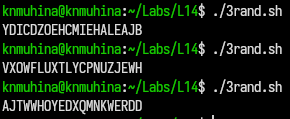 knmuhina@knmuhina:~/Labs/L14$ ./3rand.sh
YDICDZOEHCMIEHALEAJB
knmuhina@knmuhina:~/Labs/L14$ ./3rand.sh
VXOWFLUXTLYCPNUZJEWH
knmuhina@knmuhina:~/Labs/L14$ ./3rand.sh
AJTWWHOYEDXQMNKWERDD